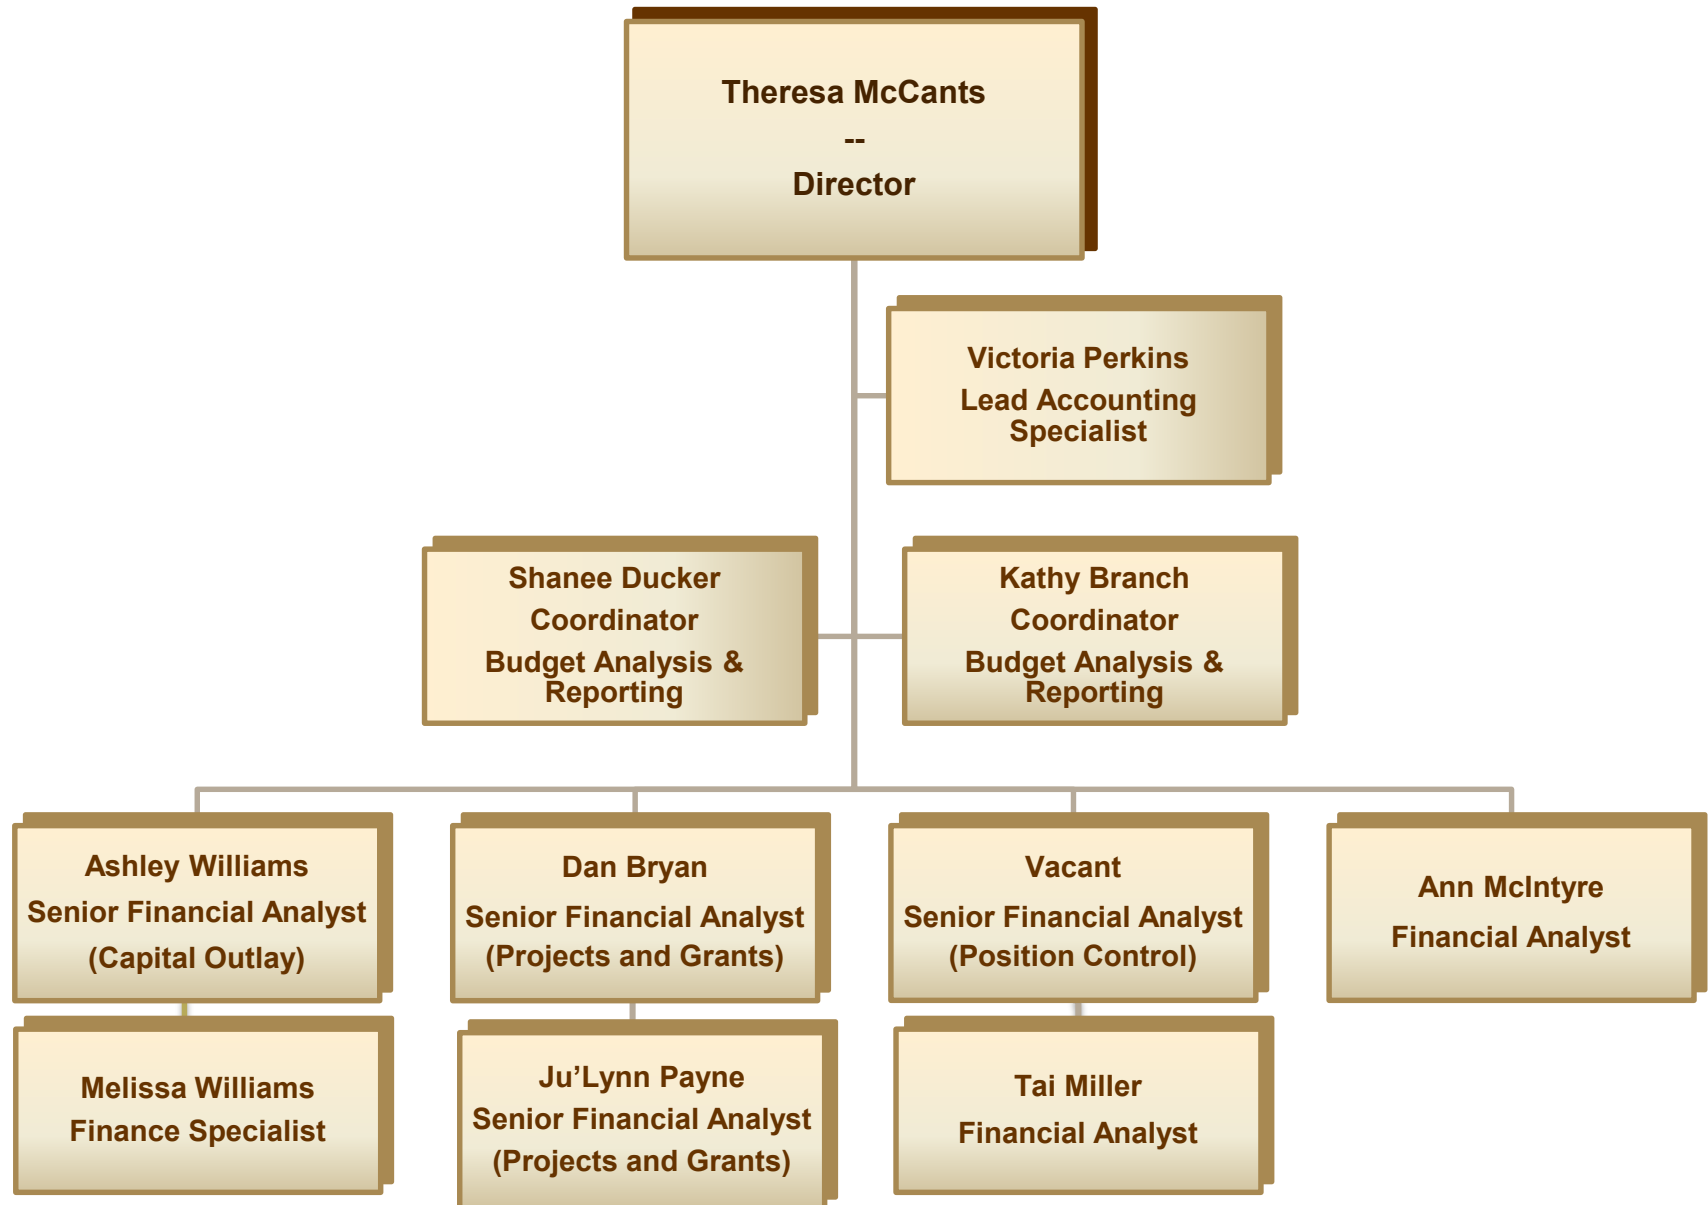 Theresa McCants
--
Director
Victoria Perkins
Lead Accounting
Specialist
Shanee Ducker
Coordinator
Budget Analysis &
Reporting
Kathy Branch
Coordinator
Budget Analysis &
Reporting
Ashley Williams
Senior Financial Analyst
(Capital Outlay)
Dan Bryan
Senior Financial Analyst
(Projects and Grants)
Vacant
Senior Financial Analyst
(Position Control)
Ann McIntyre
Financial Analyst
Melissa Williams
Finance Specialist
Ju’Lynn Payne
Senior Financial Analyst
(Projects and Grants)
Tai Miller
Financial Analyst